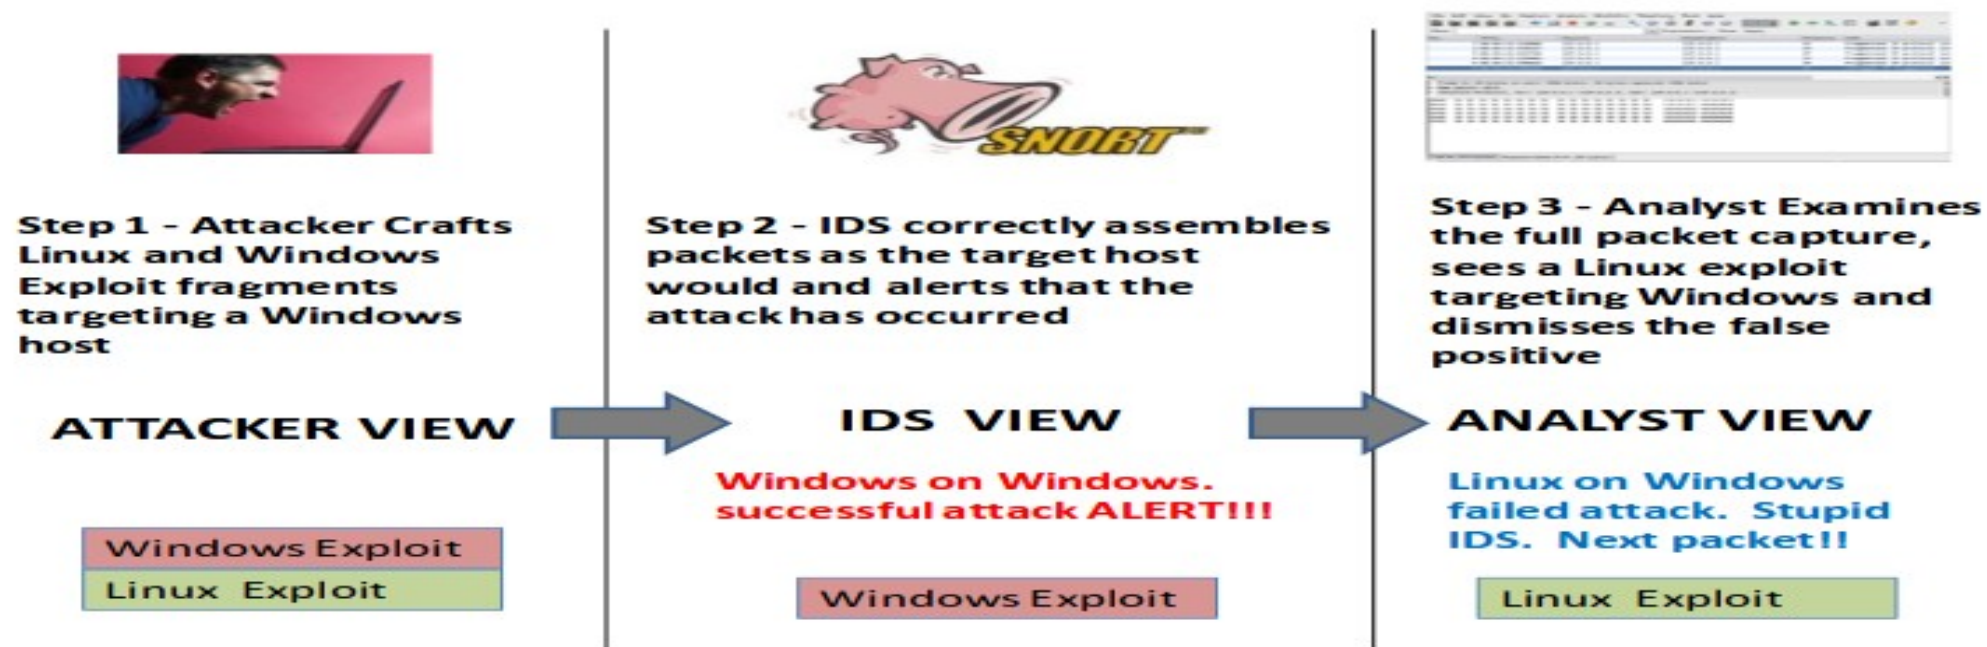 SNORT
Step 1 - Attacker Crafts
Linux and Windows
Exploit fragments
targeting a Windows
host
ATTACKER VIEW
Windows Exploit
Linux Exploit
Step 2 - IDS correctly assembles
packets as the target host
would and alerts that the
attack has occurred
IDS VIEW
Windows on Windows.
successful attack ALERT!!!
Windows Exploit
Step 3 - Analyst Examines
the full packet capture,
sees a Linux exploit
targeting Windows and
dismisses the false
positive
ANALYST VIEW
Linux on Windows
failed attack. Stupid
IDS. Next packet!!
Linux Exploit